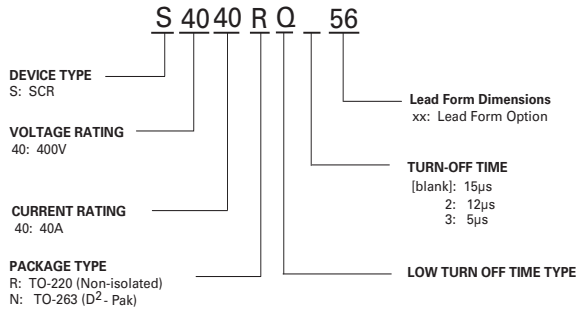 S 40 40 R Q _ 56
DEVICE TYPE
S: SCR
VOLTAGE RATING
40: 400V
CURRENT RATING
40: 40A
PACKAGE TYPE
R: TO-220 (Non-isolated)
N: TO-263 (D²- Pak)
Lead Form Dimensions
xx: Lead Form Option
TURN-OFF TIME
[blank]: 15µs
2: 12µs
3: 5µs
LOW TURN OFF TIME TYPE